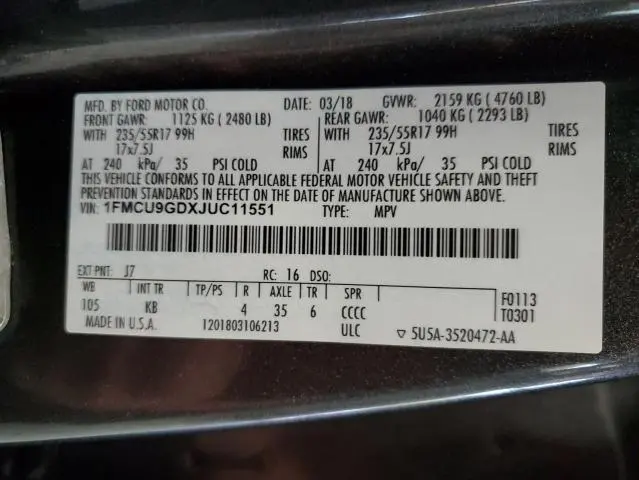 MFD. BY FORD MOTOR CO. DATE: 03/18 GVWR: 2159 KG ( 4760 LB)
FRONT GAWR: 1125 KG ( 2480 LB) REAR GAWR: 1040 KG ( 2293 LB)
WITH 235/55R17 99H TIRES WITH 235/55R17 99H TIRES
17x7.5J RIMS 17x7.5J RIMS
AT 240 kPa/ 35 PSI COLD AT 240 kPa/ 35 PSI COLD
THIS VEHICLE CONFORMS TO ALL APPLICABLE FEDERAL MOTOR VEHICLE SAFETY AND THEFT
PREVENTION STANDARDS IN EFFECT ON THE DATE OF MANUFACTURE SHOWN ABOVE.
VIN: 1FMCU9GDXJUC11551 TYPE: MPV
EXT PNT: J7 RC: 16 DSO:
WB INT TR TP/PS R AXLE TR SPR F0113
105 KB 4 35 6 CCCC T0301
MADE IN U.S.A. 1201803106213 ULC ▽ 5U5A-3520472-AA